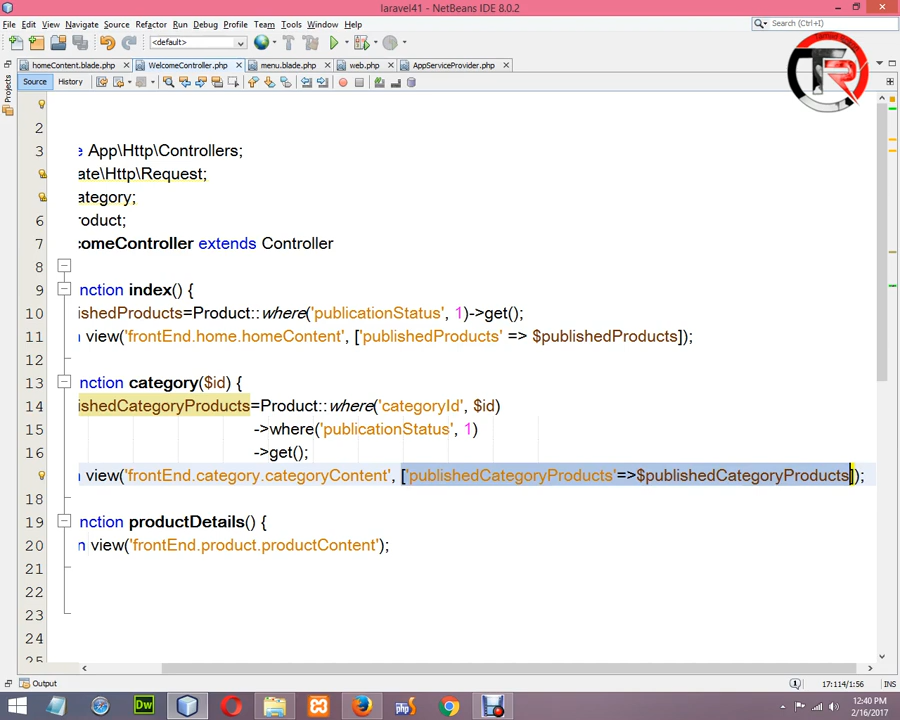 laravel41 - NetBeans IDE 8.0.2
File Edit View Navigate Source Refactor Run Debug Profile Team Tools Window Help
<default>
Search (Ctrl+I)
homeContent.blade.php WelcomeController.php menu.blade.php web.php AppServiceProvider.php
Source History
Projects
TR
2
3 e App\Http\Controllers;
ate\Http\Request;
ategory;
6 roduct;
7 comeController extends Controller
8
9 nction index() {
10 ishedProducts=Product::where('publicationStatus', 1)->get();
11 n view('frontEnd.home.homeContent', ['publishedProducts' => $publishedProducts]);
12
13 nction category($id) {
14 ishedCategoryProducts=Product::where('categoryId', $id)
15 ->where('publicationStatus', 1)
16 ->get();
n view('frontEnd.category.categoryContent', ['publishedCategoryProducts'=>$publishedCategoryProducts]);
18
19 nction productDetails() {
20 n view('frontEnd.product.productContent');
21
22
23
24
25
Output
17:114/1:56 INS
Dw
php
12:40 PM
2/16/2017